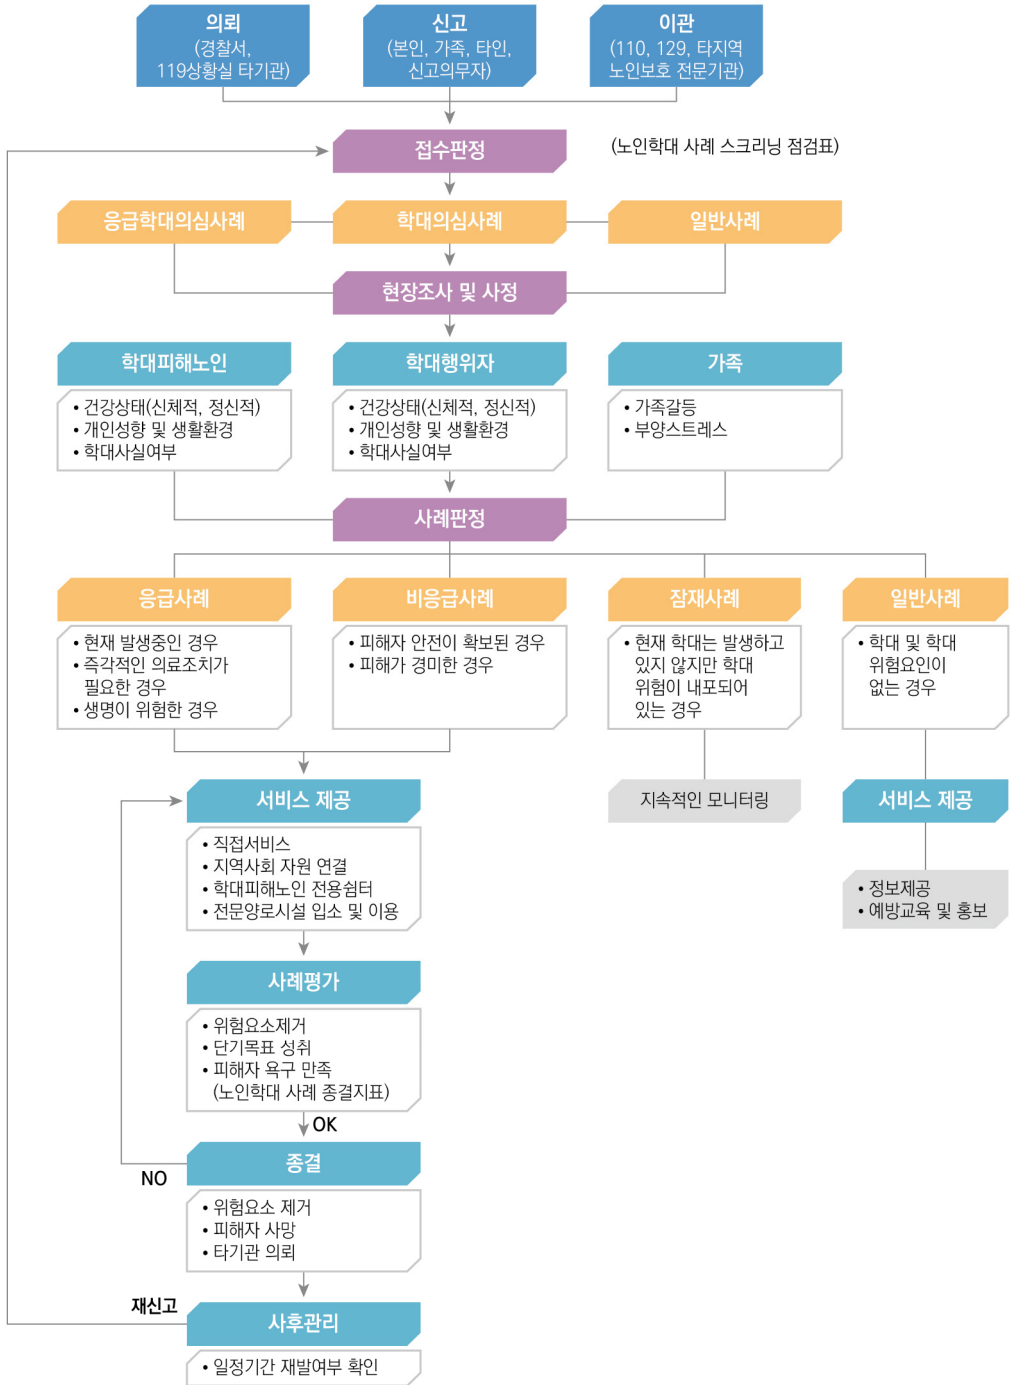 의뢰
(경찰서,
119상황실 타기관)
신고
(본인, 가족, 타인,
신고의무자)
이관
(110, 129, 타지역
노인보호 전문기관)
접수판정
(노인학대 사례 스크리닝 점검표)
응급학대의심사례
학대의심사례
일반사례
현장조사 및 사정
학대피해노인
• 건강상태(신체적, 정신적)
• 개인성향 및 생활환경
• 학대사실여부
학대행위자
• 건강상태(신체적, 정신적)
• 개인성향 및 생활환경
• 학대사실여부
가족
• 가족갈등
• 부양스트레스
사례판정
응급사례
• 현재 발생중인 경우
• 즉각적인 의료조치가
필요한 경우
• 생명이 위험한 경우
비응급사례
• 피해자 안전이 확보된 경우
• 피해가 경미한 경우
잠재사례
• 현재 학대는 발생하고
있지 않지만 학대
위험이 내포되어
있는 경우
일반사례
• 학대 및 학대
위험요인이
없는 경우
서비스 제공
• 직접서비스
• 지역사회 자원 연결
• 학대피해노인 전용쉼터
• 전문양로시설 입소 및 이용
지속적인 모니터링
서비스 제공
• 정보제공
• 예방교육 및 홍보
사례평가
• 위험요소제거
• 단기목표 성취
• 피해자 욕구 만족
(노인학대 사례 종결지표)
OK
종결
NO
• 위험요소 제거
• 피해자 사망
• 타기관 의뢰
재신고
사후관리
• 일정기간 재발여부 확인